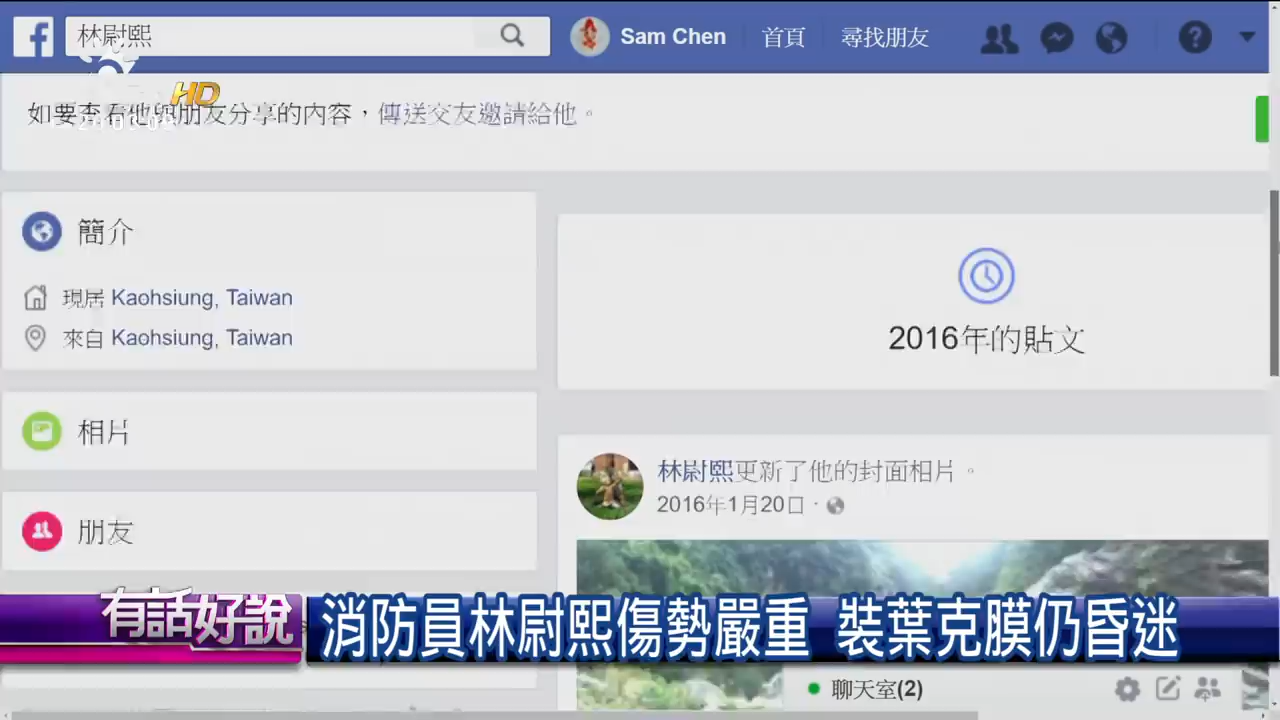 林尉熙
Sam Chen
首頁
尋找朋友
HD
如要查看他與朋友分享的內容，傳送交友邀請給他。
簡介
現居 Kaohsiung, Taiwan
來自 Kaohsiung, Taiwan
2016年的貼文
相片
林尉熙更新了他的封面相片。
2016年1月20日
朋友
有話好說
消防員林尉熙傷勢嚴重 裝葉克膜仍昏迷
聊天室(2)